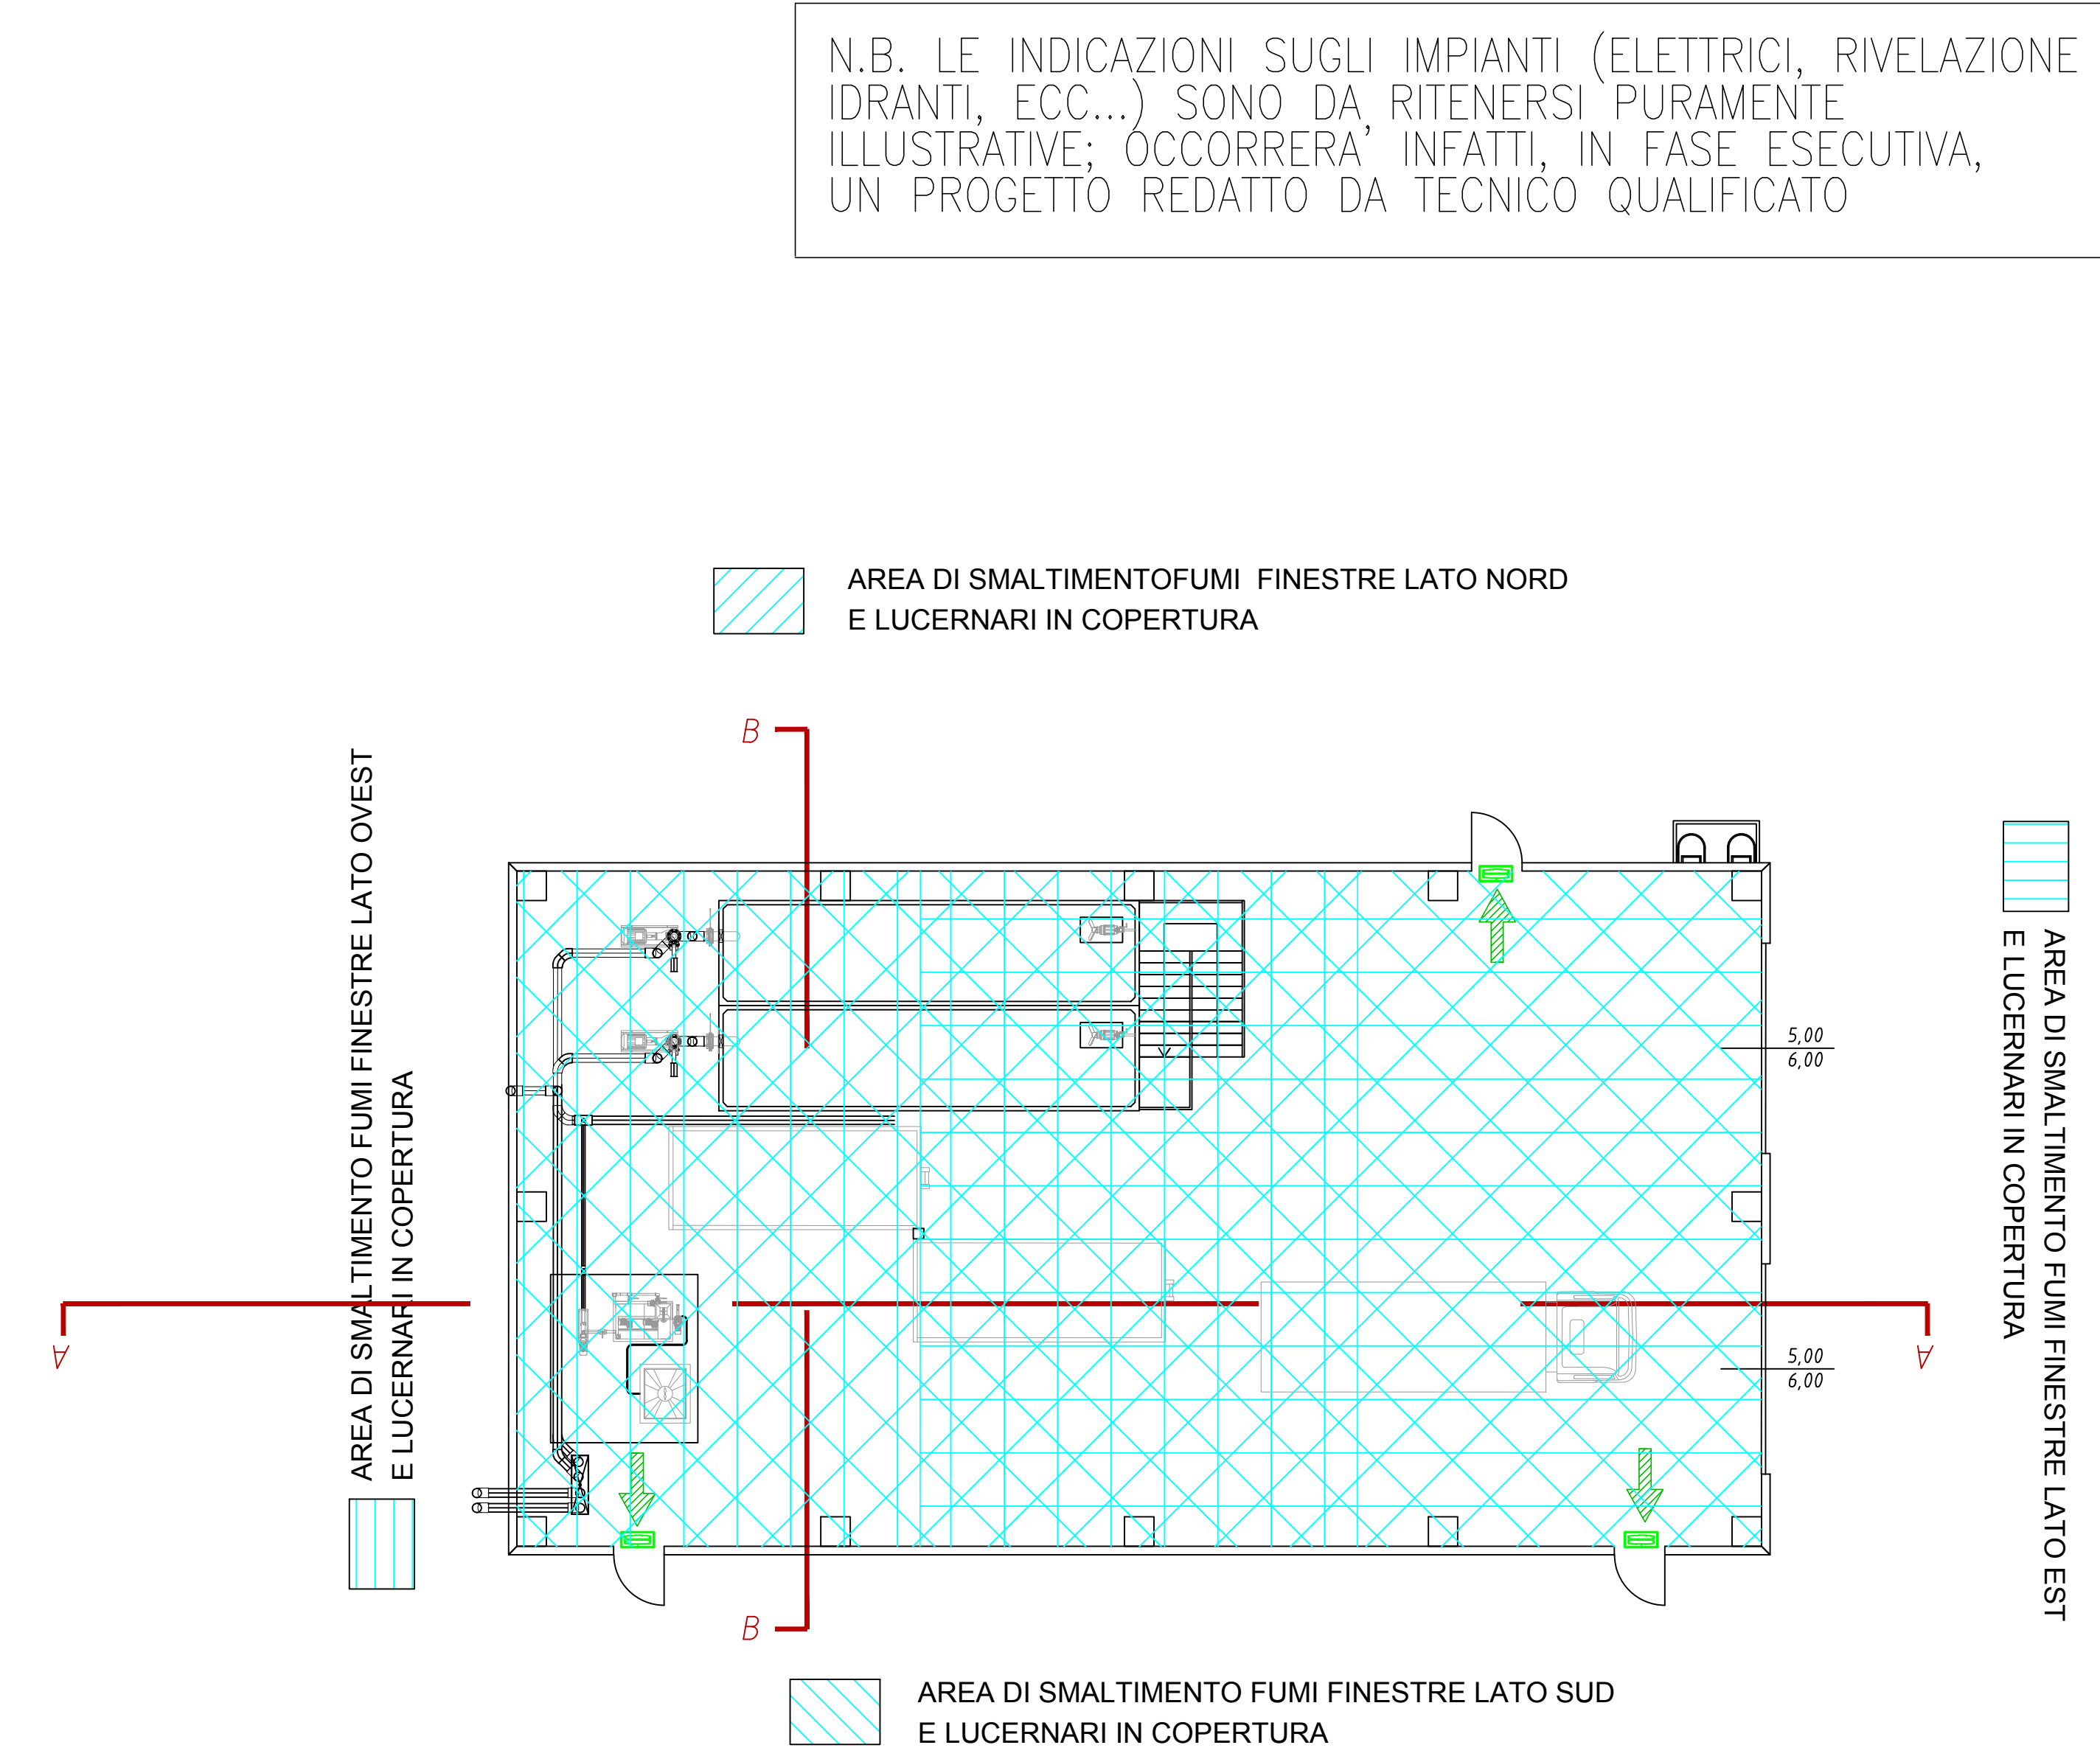 N.B. LE INDICAZIONI SUGLI IMPIANTI (ELETTRICI, RIVELAZIONE
IDRANTI, ECC...) SONO DA RITENERSI PURAMENTE
ILLUSTRATIVE; OCCORRERA' INFATTI, IN FASE ESECUTIVA,
UN PROGETTO REDATTO DA TECNICO QUALIFICATO
AREA DI SMALTIMENTOFUMI FINESTRE LATO NORD
E LUCERNARI IN COPERTURA
B
AREA DI SMALTIMENTO FUMI FINESTRE LATO OVEST
E LUCERNARI IN COPERTURA
AREA DI SMALTIMENTO FUMI FINESTRE LATO EST
E LUCERNARI IN COPERTURA
5,00
6,00
A
A
5,00
6,00
B
AREA DI SMALTIMENTO FUMI FINESTRE LATO SUD
E LUCERNARI IN COPERTURA